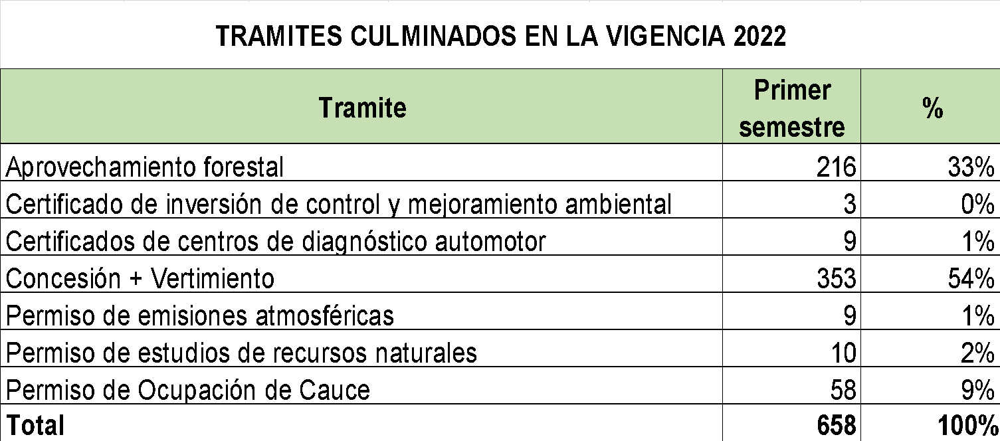 TRAMITES CULMINADOS EN LA VIGENCIA 2022
Tramite Primer semestre %
Aprovechamiento forestal 216 33%
Certificado de inversión de control y mejoramiento ambiental 3 0%
Certificados de centros de diagnóstico automotor 9 1%
Concesión + Vertimiento 353 54%
Permiso de emisiones atmosféricas 9 1%
Permiso de estudios de recursos naturales 10 2%
Permiso de Ocupación de Cauce 58 9%
Total 658 100%